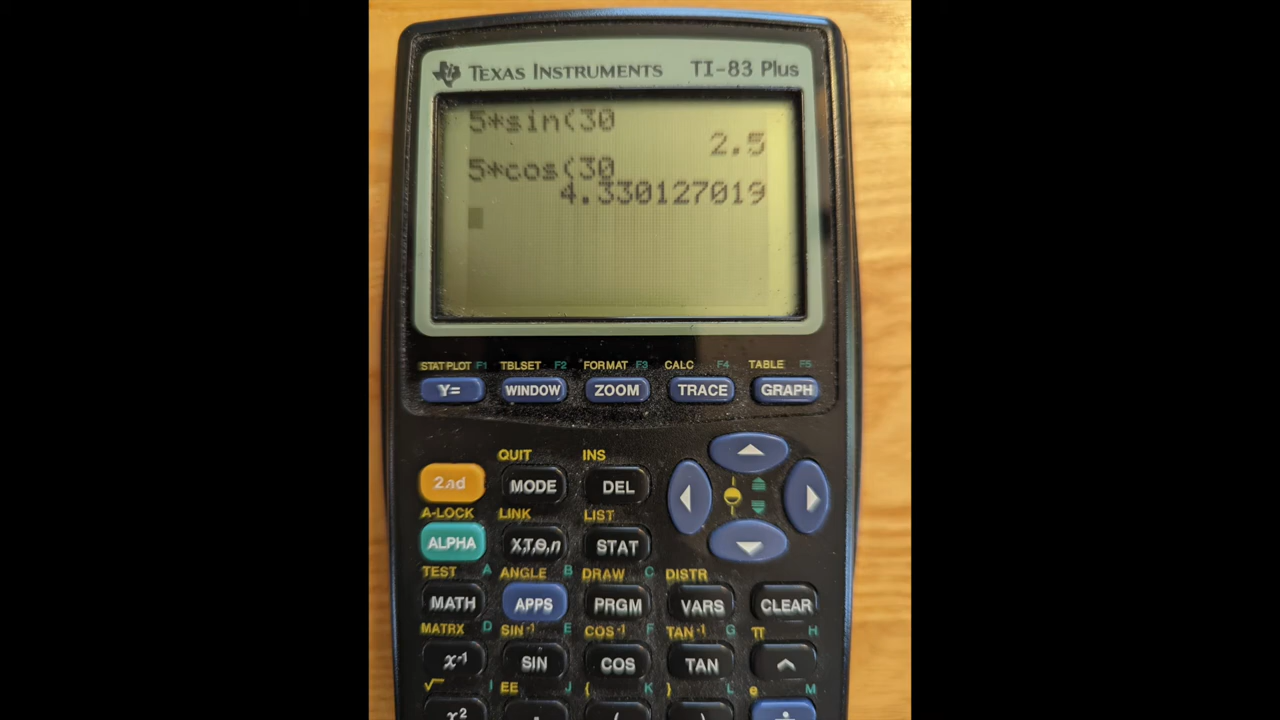 TEXAS INSTRUMENTS TI-83 Plus
5*sin(30
2.5
5*cos(30
4.330127019
STAT PLOT F1 TBLSET F2 FORMAT F3 CALC F4 TABLE F5
Y= WINDOW ZOOM TRACE GRAPH
QUIT INS
2nd MODE DEL
A-LOCK LINK LIST
ALPHA X,T,Θ,n STAT
TEST A ANGLE B DRAW C DISTR
MATH APPS PRGM VARS CLEAR
MATRX D SIN-1 E COS-1 F TAN-1 G π H
x-1 SIN COS TAN ^
√ I EE J { K } L e M
x² , ( ) ÷